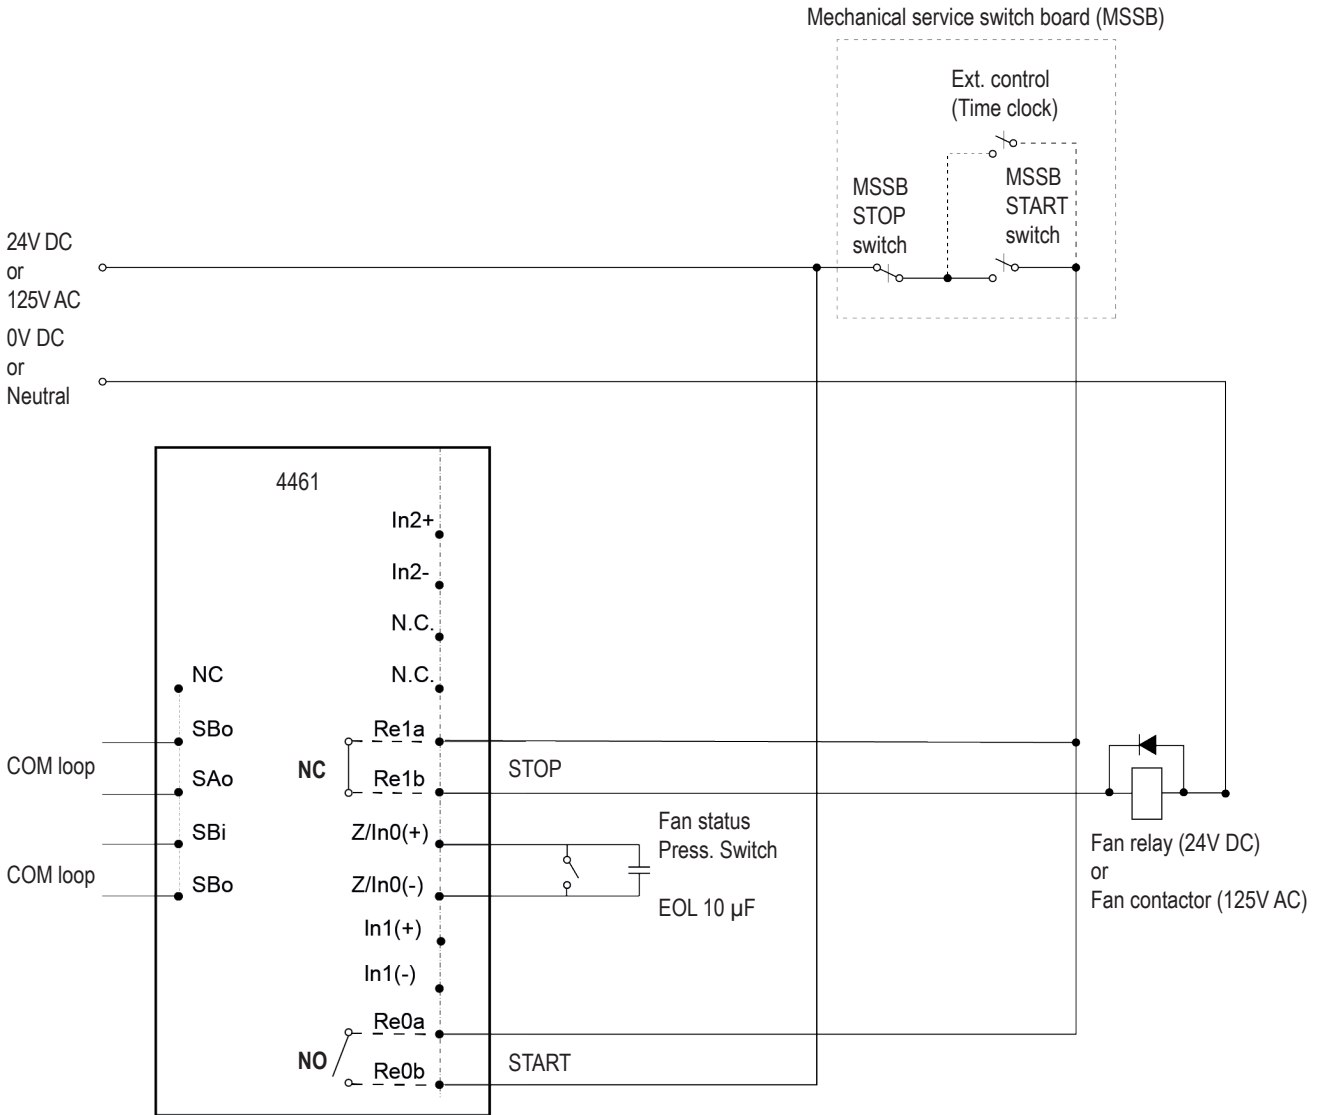 Mechanical service switch board (MSSB)
Ext. control
(Time clock)
MSSB
STOP
switch
MSSB
START
switch
24V DC
or
125V AC
0V DC
or
Neutral
4461
In2+
In2-
N.C.
N.C.
NC
SBo
SAo
SBi
SBo
COM loop
COM loop
NC
Re1a
Re1b
STOP
Z/In0(+)
Z/In0(-)
Fan status
Press. Switch
EOL 10 µF
In1(+)
In1(-)
NO
Re0a
Re0b
START
Fan relay (24V DC)
or
Fan contactor (125V AC)